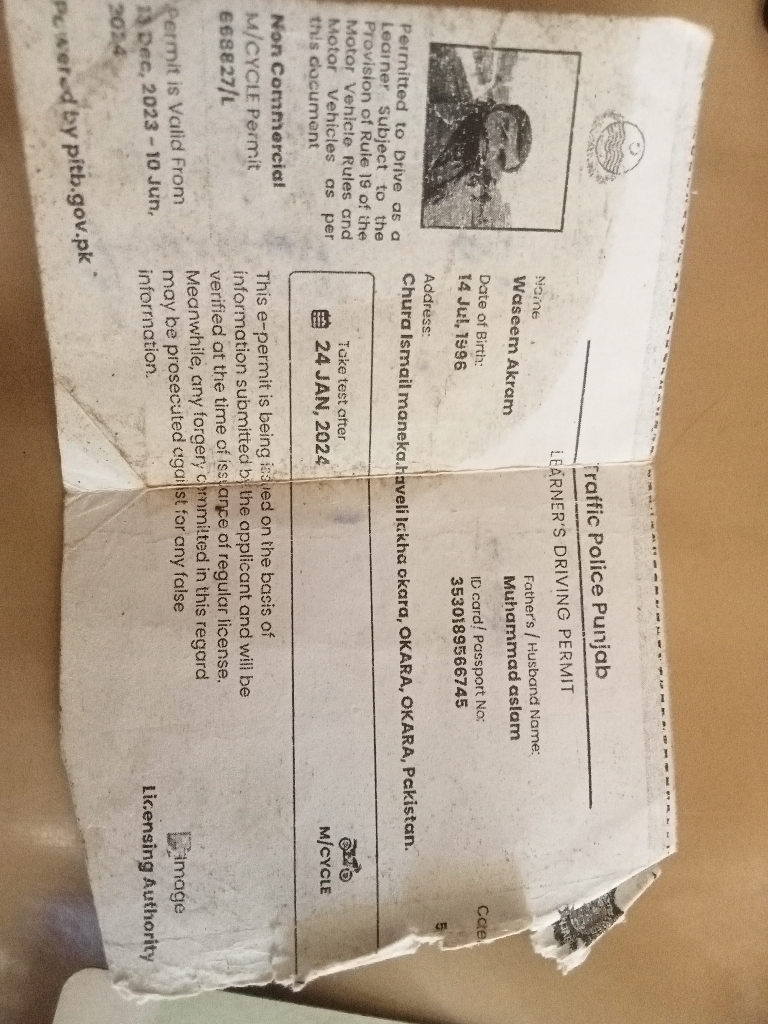 Traffic Police Punjab
LEARNER'S DRIVING PERMIT
Name
Waseem Akram
Father's / Husband Name:
Muhammad aslam
Date of Birth:
14 Jul, 1996
ID card/ Passport No:
3530189566745
Cate
5
Address:
Chura Ismail maneka.haveli lakha okara, OKARA, OKARA, Pakistan.
Permitted to Drive as a
Learner Subject to the
Provision of Rule 19 of the
Motor Vehicle Rules and
Motor Vehicles as per
this document
Non Commercial
M/CYCLE Permit
668827/L
Permit is Valid From
13 Dec, 2023 - 10 Jun,
2024
Take test after
24 JAN, 2024
M/CYCLE
This e-permit is being issued on the basis of
information submitted by the applicant and will be
verified at the time of issance of regular license.
Meanwhile, any forgery committed in this regard
may be prosecuted against for any false
information.
Image
Licensing Authority
Powered by pitb.gov.pk